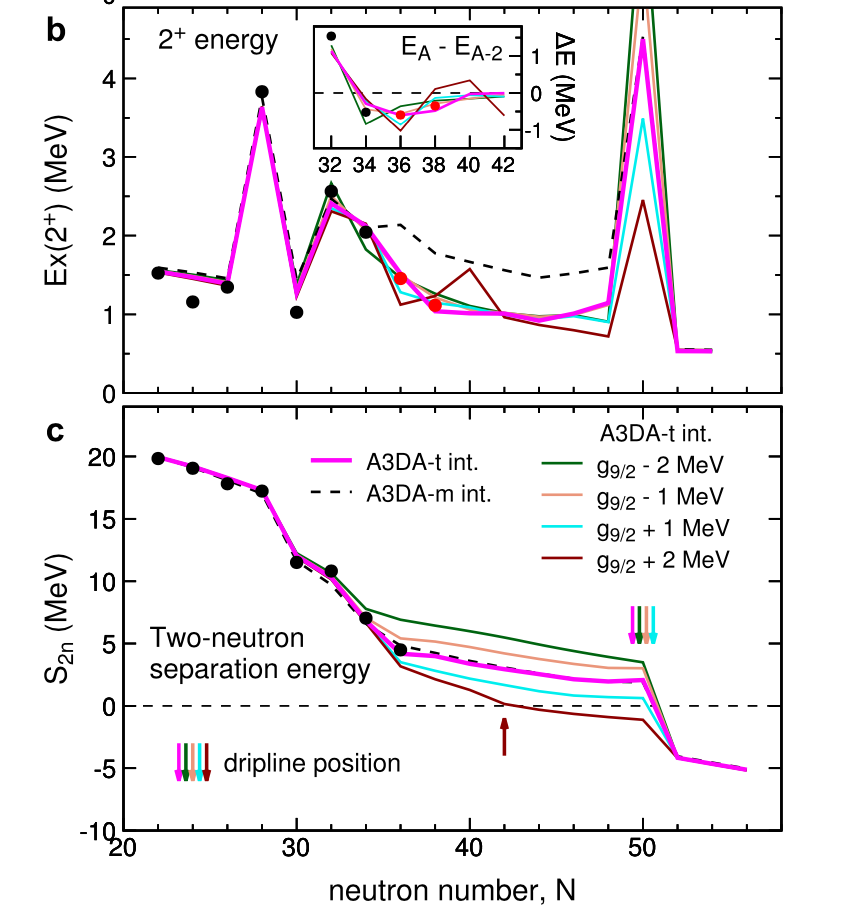 b
2⁺ energy
E_A - E_A-2
ΔE (MeV)
1
0
-1
32 34 36 38 40 42
Ex(2⁺) (MeV)
4
3
2
1
0
c
A3DA-t int.
A3DA-m int.
A3DA-t int.
g9/2 - 2 MeV
g9/2 - 1 MeV
g9/2 + 1 MeV
g9/2 + 2 MeV
S2n (MeV)
20
15
10
5
0
-5
-10
Two-neutron
separation energy
dripline position
20 30 40 50
neutron number, N